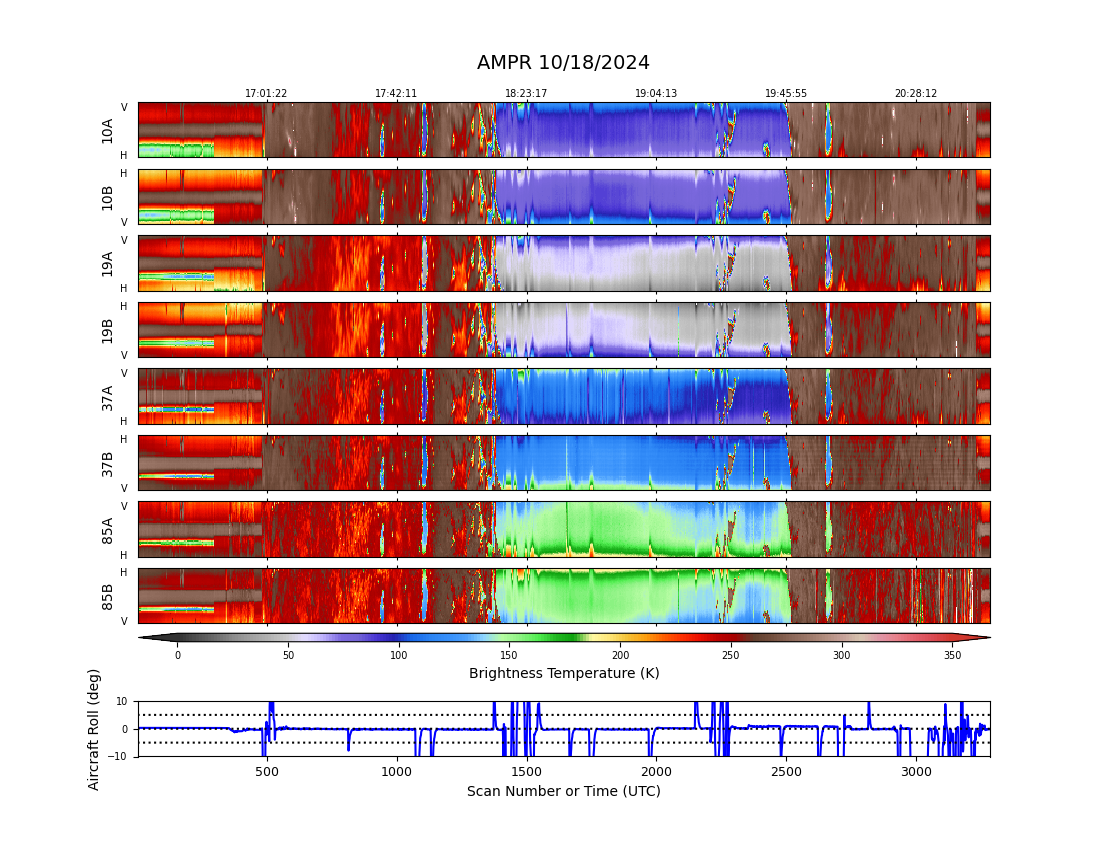 AMPR 10/18/2024
17:01:22 17:42:11 18:23:17 19:04:13 19:45:55 20:28:12
V
10A
H
H
10B
V
V
19A
H
H
19B
V
V
37A
H
H
37B
V
V
85A
H
H
85B
V
0 50 100 150 200 250 300 350
Brightness Temperature (K)
Aircraft Roll (deg)
10
0
−10
500 1000 1500 2000 2500 3000
Scan Number or Time (UTC)